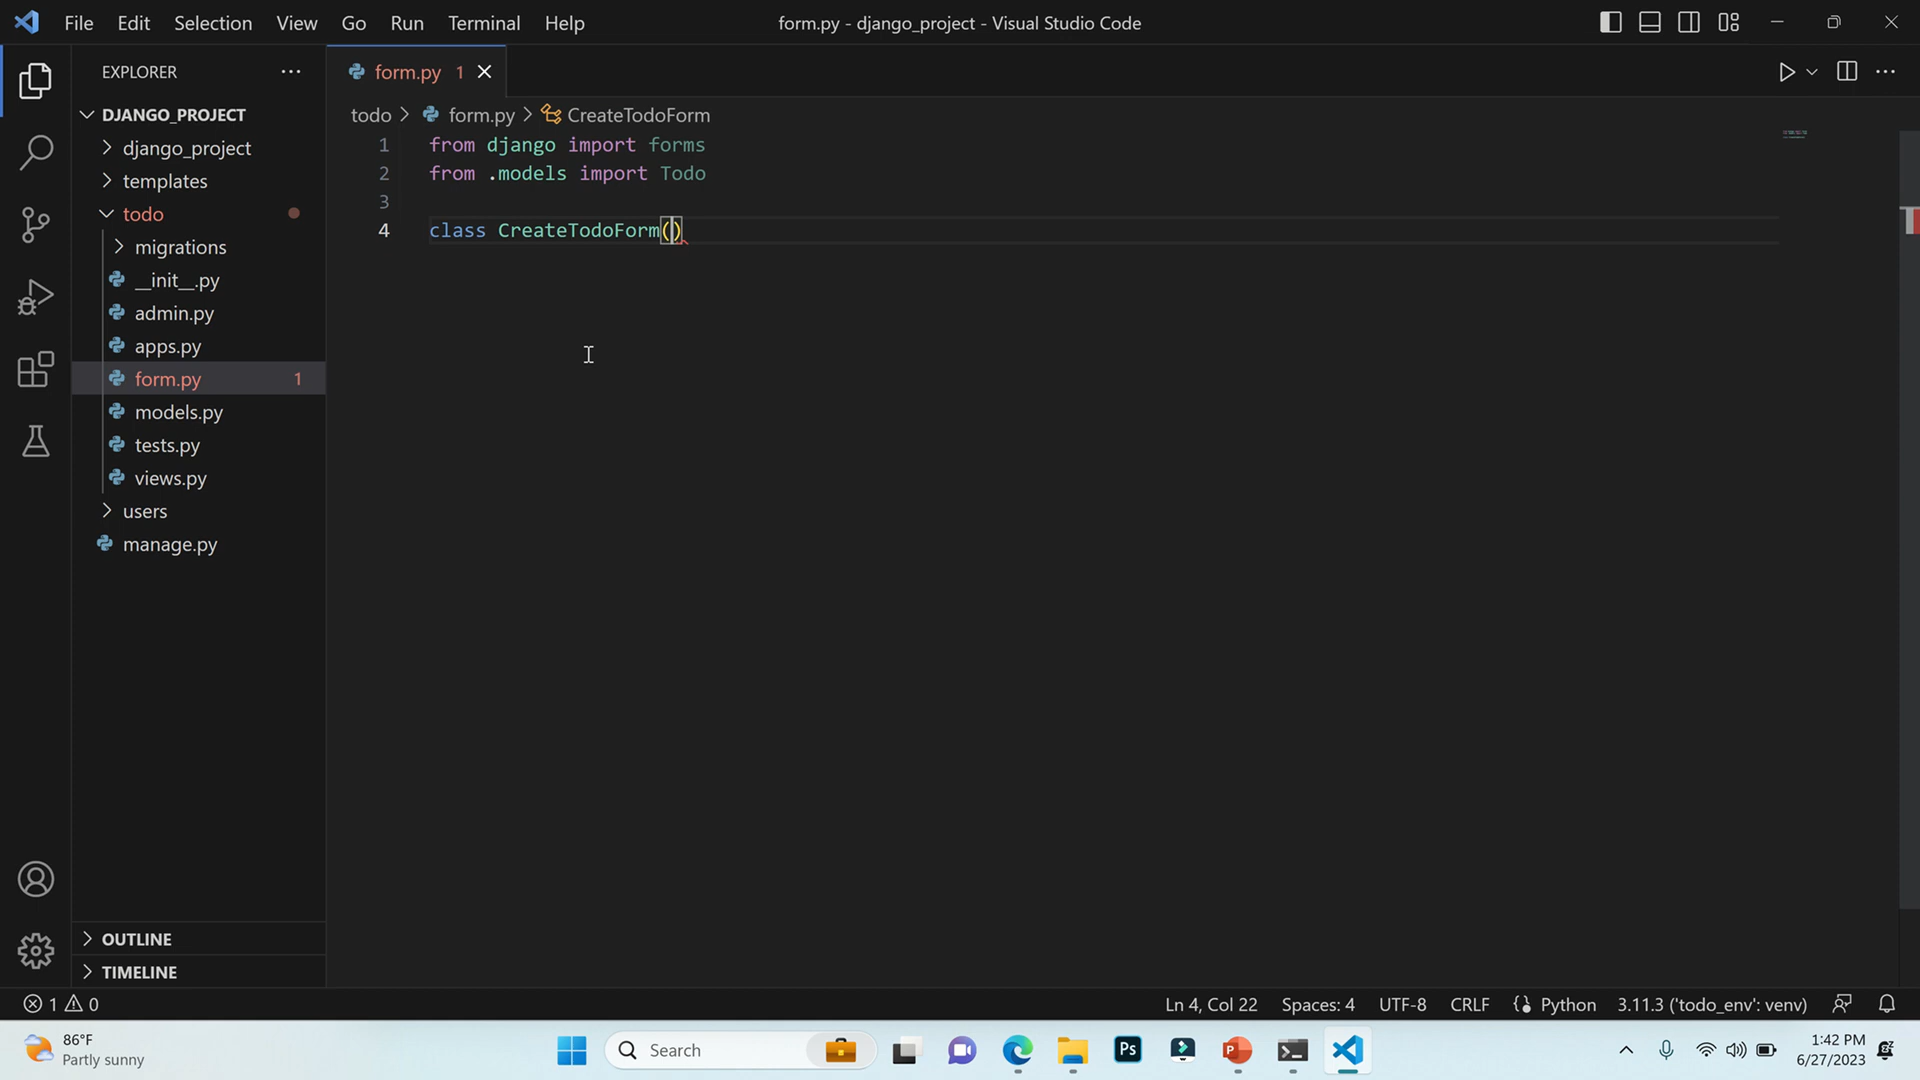 File Edit Selection View Go Run Terminal Help
form.py - django_project - Visual Studio Code
EXPLORER
DJANGO_PROJECT
django_project
templates
todo
migrations
__init__.py
admin.py
apps.py
form.py 1
models.py
tests.py
views.py
users
manage.py
OUTLINE
TIMELINE
form.py 1
todo > form.py > CreateTodoForm
1 from django import forms
2 from .models import Todo
3
4 class CreateTodoForm()
1 0
Ln 4, Col 22 Spaces: 4 UTF-8 CRLF Python 3.11.3 ('todo_env': venv)
86°F
Partly sunny
Search
Ps
1:42 PM
6/27/2023